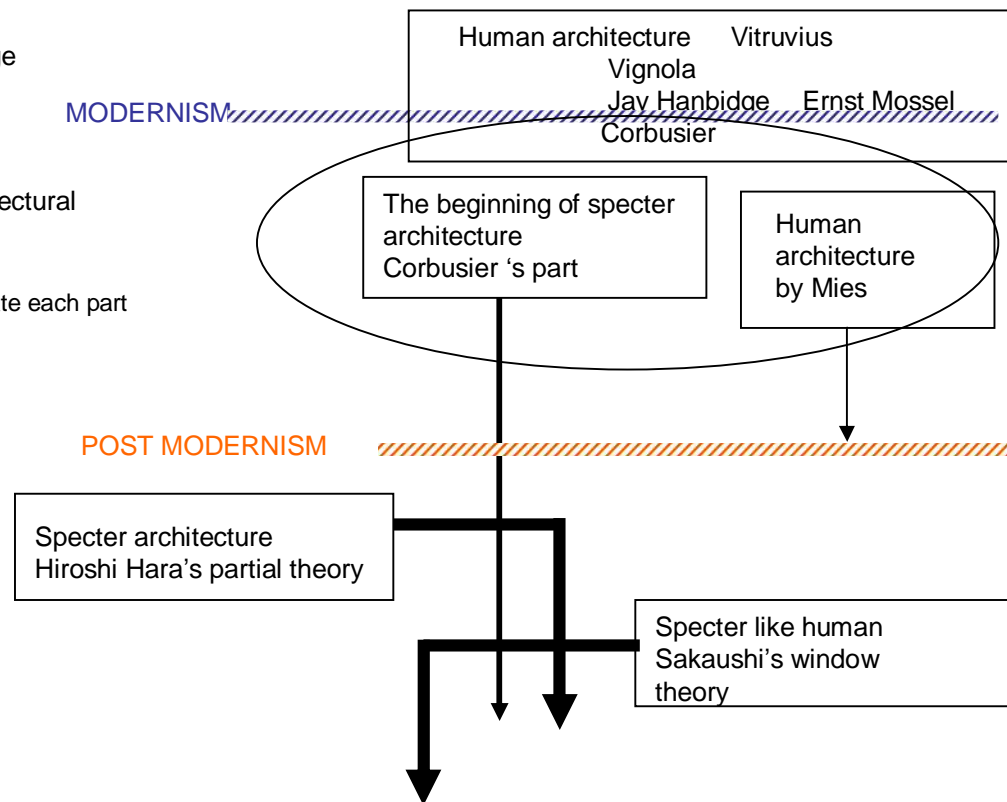 Human architecture Vitruvius
ge
Vignola
MODERNISM
Jay Hanbidge Ernst Mossel
Corbusier
ectural
The beginning of specter
architecture
Corbusier ‘s part
Human
architecture
by Mies
te each part
POST MODERNISM
Specter architecture
Hiroshi Hara’s partial theory
Specter like human
Sakaushi’s window
theory